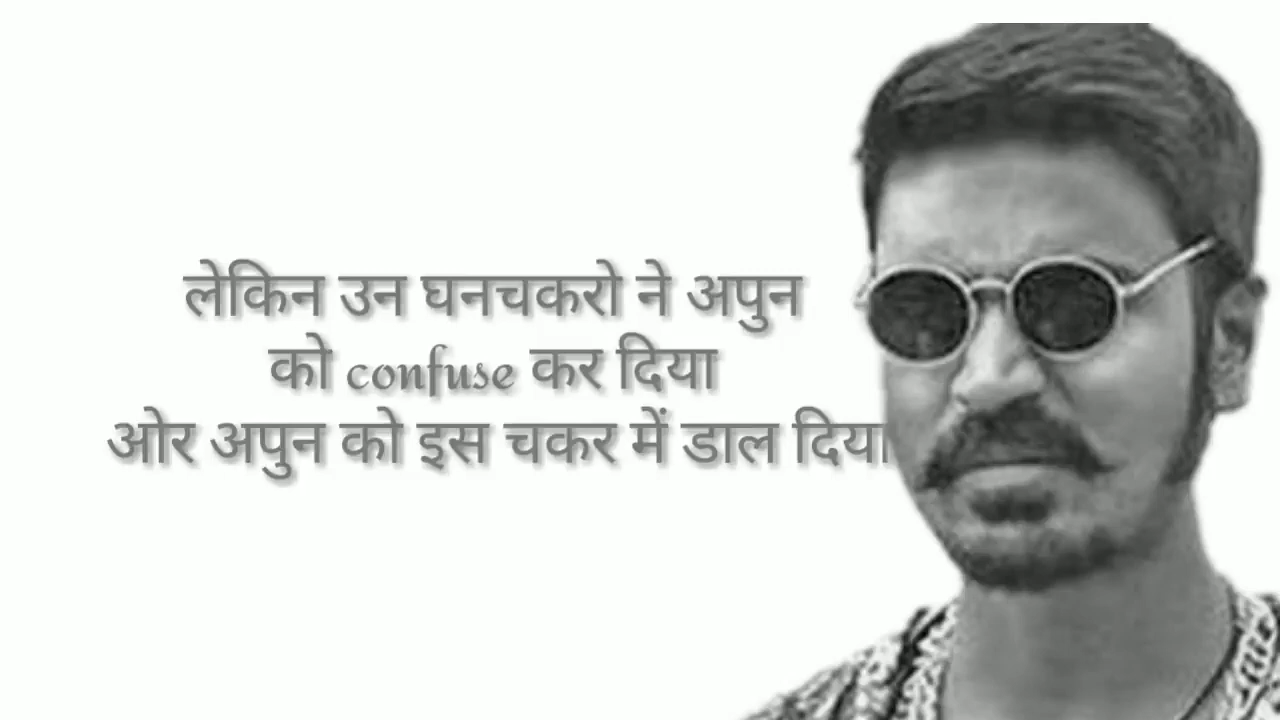 लेकिन उन घनचकरो ने अपुन
को confuse कर दिया
ओर अपुन को इस चकर में डाल दिया